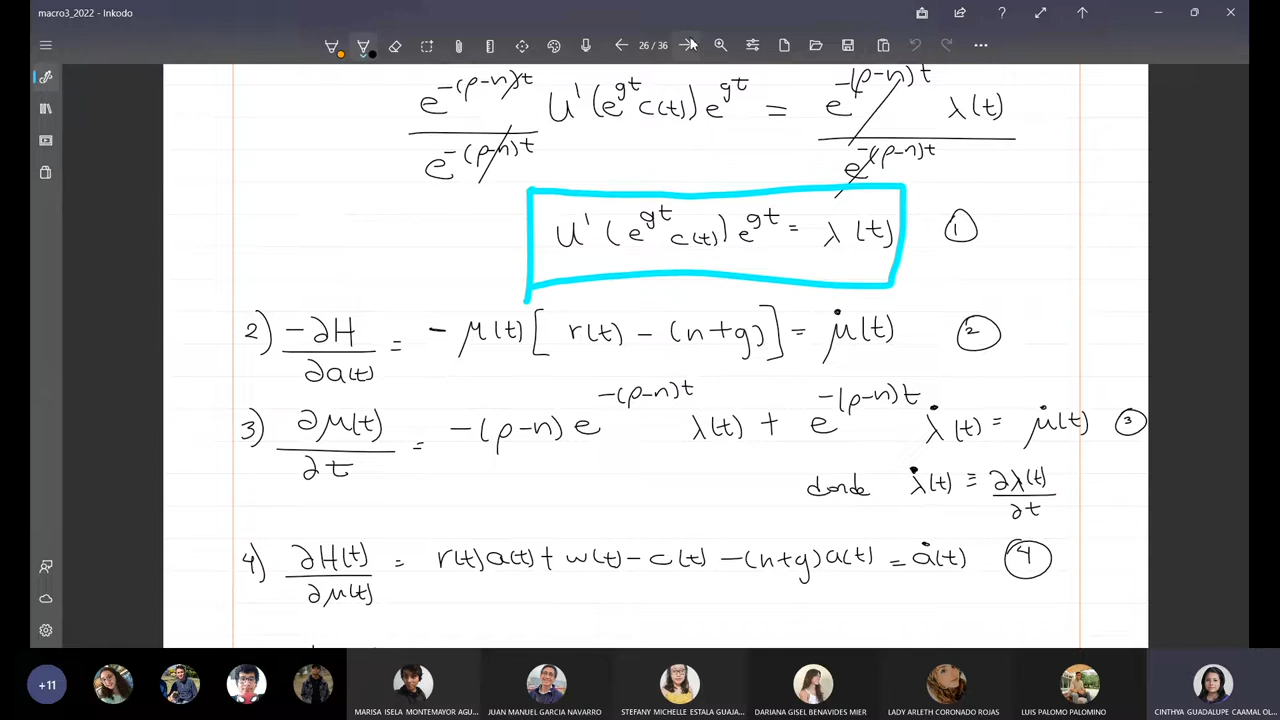 macro3_2022 - Inkodo
26 / 36
e^{-(ρ-n)t} U'(e^{gt} c(t)) e^{gt} = e^{-(ρ-n)t} λ(t)
e^{-(ρ-n)t} e^{-(ρ-n)t}
U'(e^{gt} c(t)) e^{gt} = λ(t) ①
2) -∂H = -μ(t)[ r(t) - (n+g)] = μ̇(t) ②
∂a(t)
3) ∂μ(t) = -(ρ-n) e^{-(ρ-n)t} λ(t) + e^{-(ρ-n)t} λ̇(t) = μ̇(t) ③
∂t
donde λ̇(t) ≡ ∂λ(t)
∂t
4) ∂H(t) = r(t)a(t) + w(t) - c(t) - (n+g)a(t) = ȧ(t) ④
∂μ(t)
+11
MARISA ISELA MONTEMAYOR AGU... JUAN MANUEL GARCIA NAVARRO STEFANY MICHELLE ESTALA GUAJA... DARIANA GISEL BENAVIDES MIER LADY ARLETH CORONADO ROJAS LUIS PALOMO PALOMINO CINTHYA GUADALUPE CAAMAL OL...